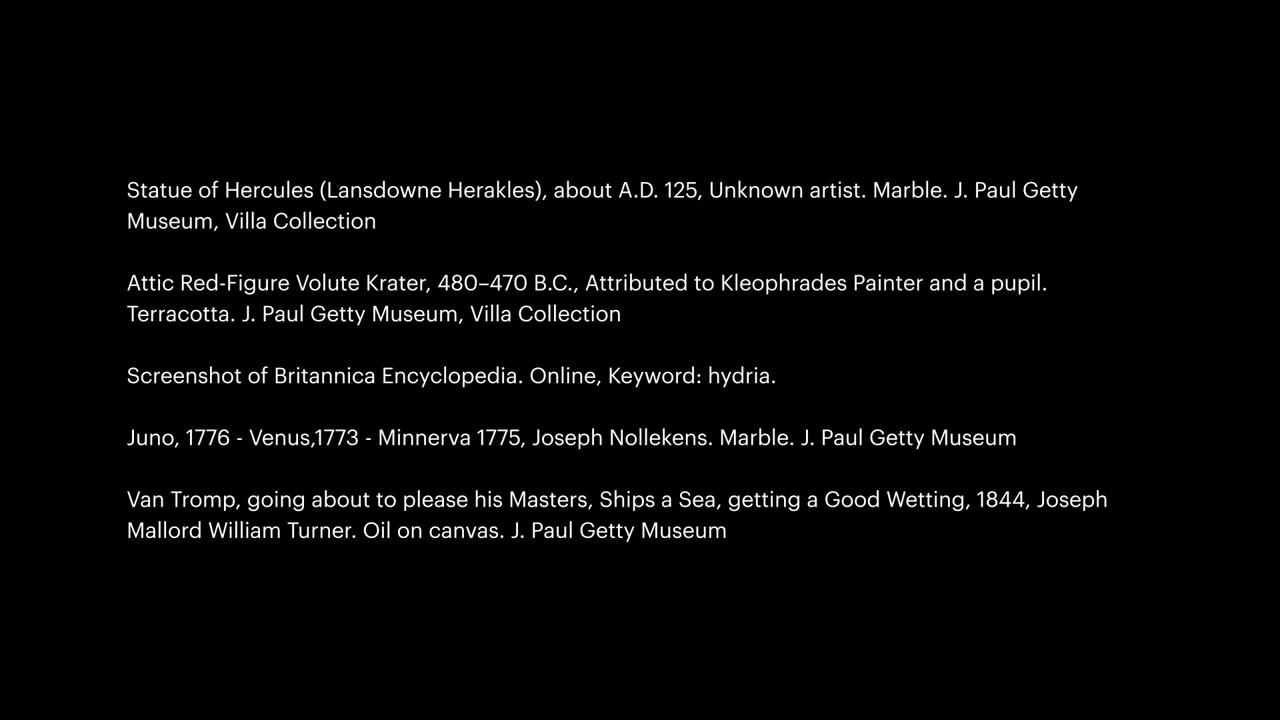 Statue of Hercules (Lansdowne Herakles), about A.D. 125, Unknown artist. Marble. J. Paul Getty
Museum, Villa Collection
Attic Red-Figure Volute Krater, 480–470 B.C., Attributed to Kleophrades Painter and a pupil.
Terracotta. J. Paul Getty Museum, Villa Collection
Screenshot of Britannica Encyclopedia. Online, Keyword: hydria.
Juno, 1776 - Venus,1773 - Minnerva 1775, Joseph Nollekens. Marble. J. Paul Getty Museum
Van Tromp, going about to please his Masters, Ships a Sea, getting a Good Wetting, 1844, Joseph
Mallord William Turner. Oil on canvas. J. Paul Getty Museum